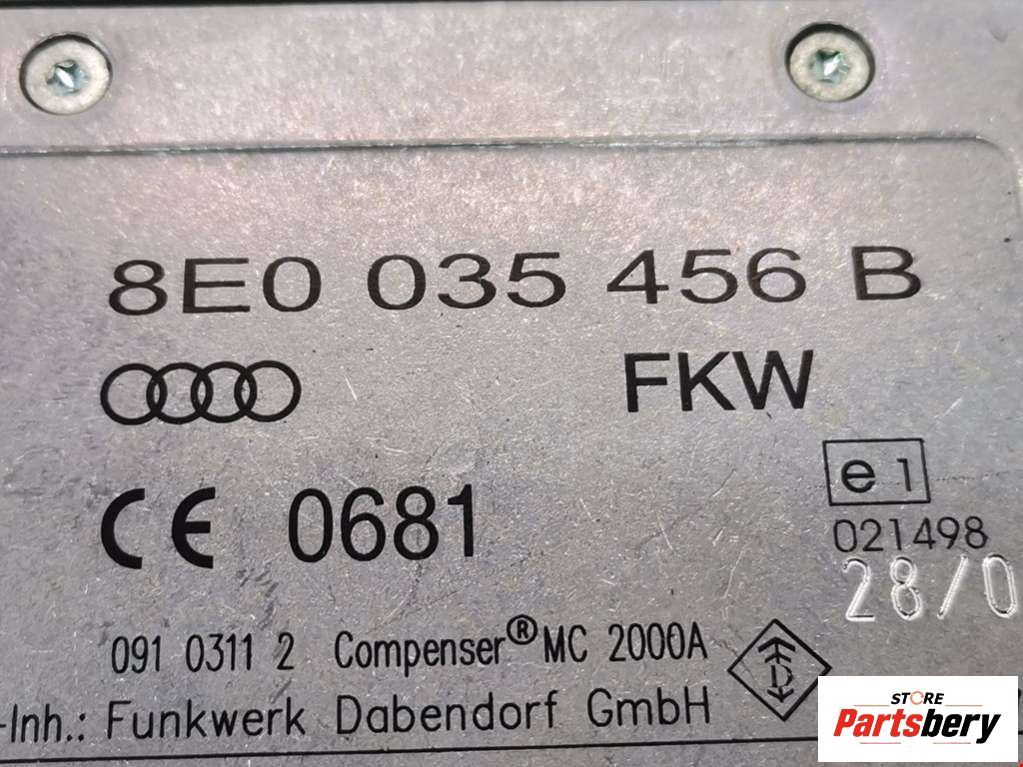 8E0 035 456 B
FKW
CE 0681
e1
021498
28/0
091 0311 2 Compenser® MC 2000A
D
-Inh.: Funkwerk Dabendorf GmbH
STORE
Partsbery